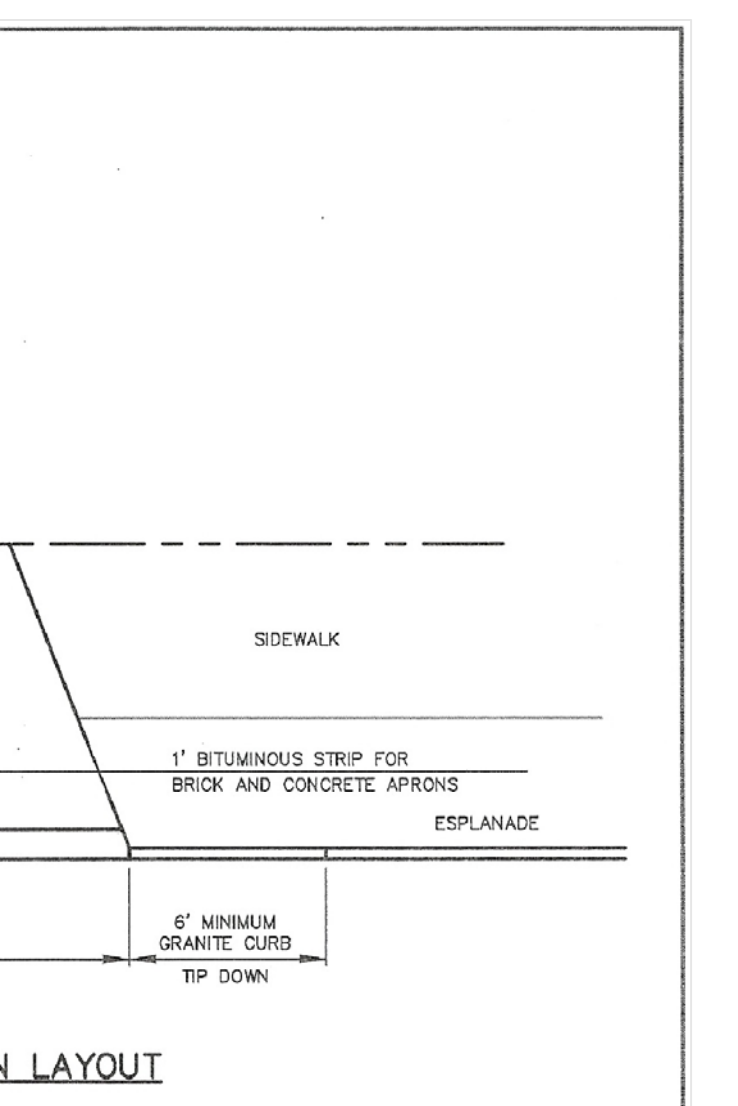 SIDEWALK
1' BITUMINOUS STRIP FOR
BRICK AND CONCRETE APRONS
ESPLANADE
6' MINIMUM
GRANITE CURB
TIP DOWN
N LAYOUT